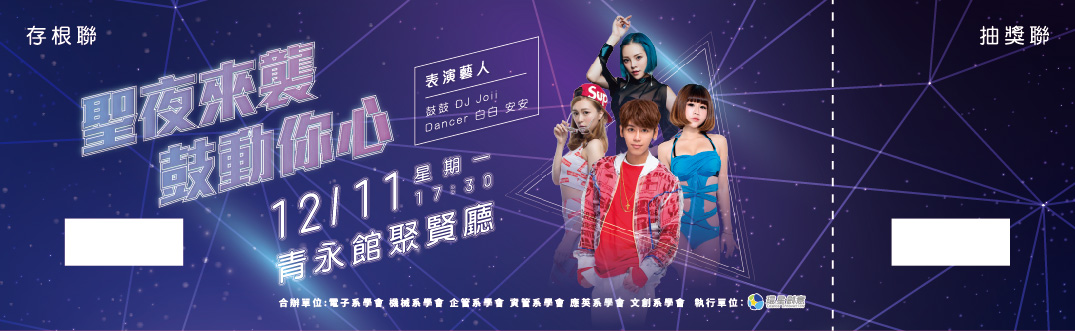 存根聯
抽獎聯
聖夜來襲
鼓動你心
表演藝人
鼓鼓 DJ Joii
Dancer 白白 安安
Sup
12/11 星期一
17:30
青永館聚賢廳
合辦單位:電子系學會 機械系學會 企管系學會 資管系學會 應英系學會 文創系學會 執行單位: